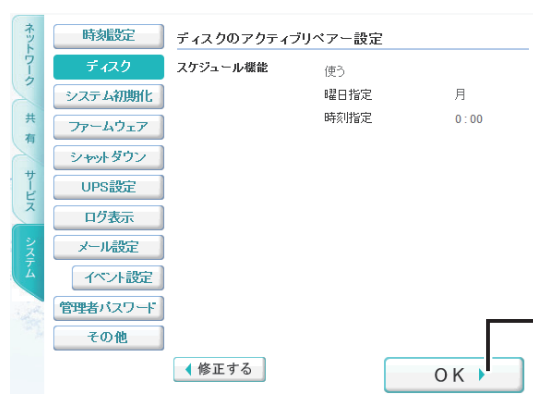 ネットワーク
共有
サービス
システム
時刻設定
ディスク
システム初期化
ファームウェア
シャットダウン
UPS設定
ログ表示
メール設定
イベント設定
管理者パスワード
その他
ディスクのアクティブリペアー設定
スケジュール機能 使う
曜日指定 月
時刻指定 0:00
修正する
OK